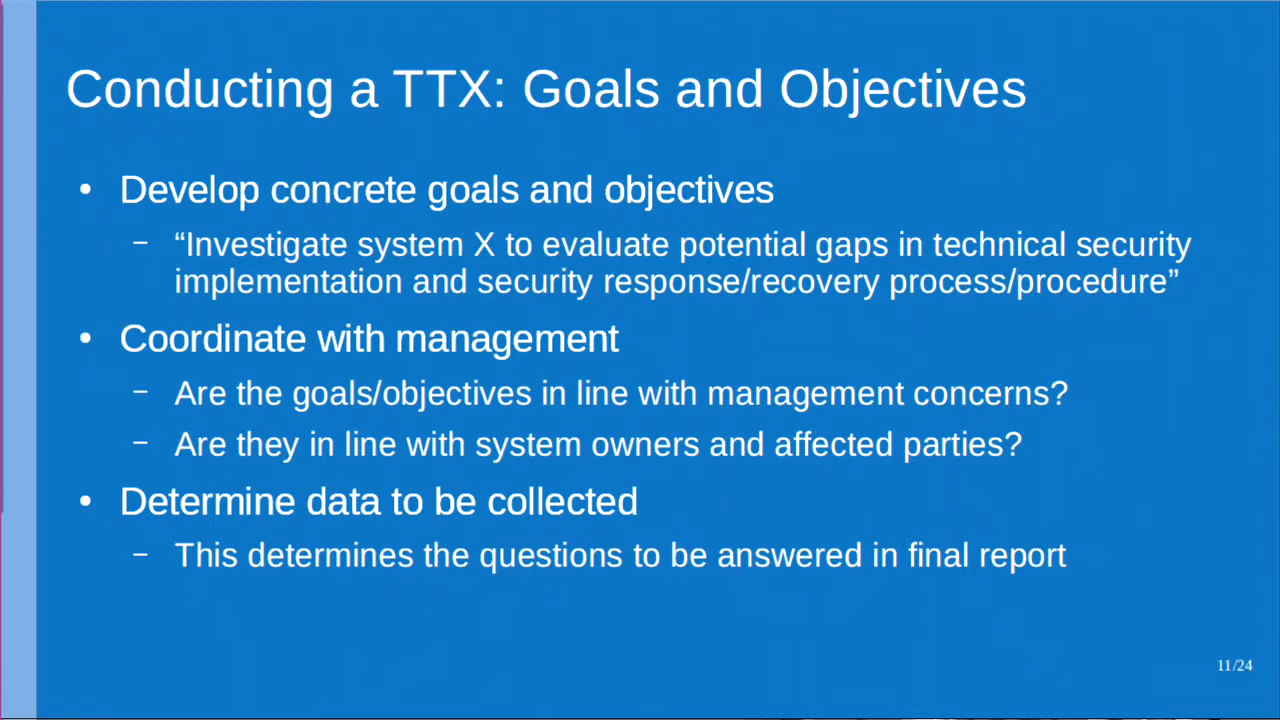 Conducting a TTX: Goals and Objectives
• Develop concrete goals and objectives
– “Investigate system X to evaluate potential gaps in technical security
implementation and security response/recovery process/procedure”
• Coordinate with management
– Are the goals/objectives in line with management concerns?
– Are they in line with system owners and affected parties?
• Determine data to be collected
– This determines the questions to be answered in final report
11/24